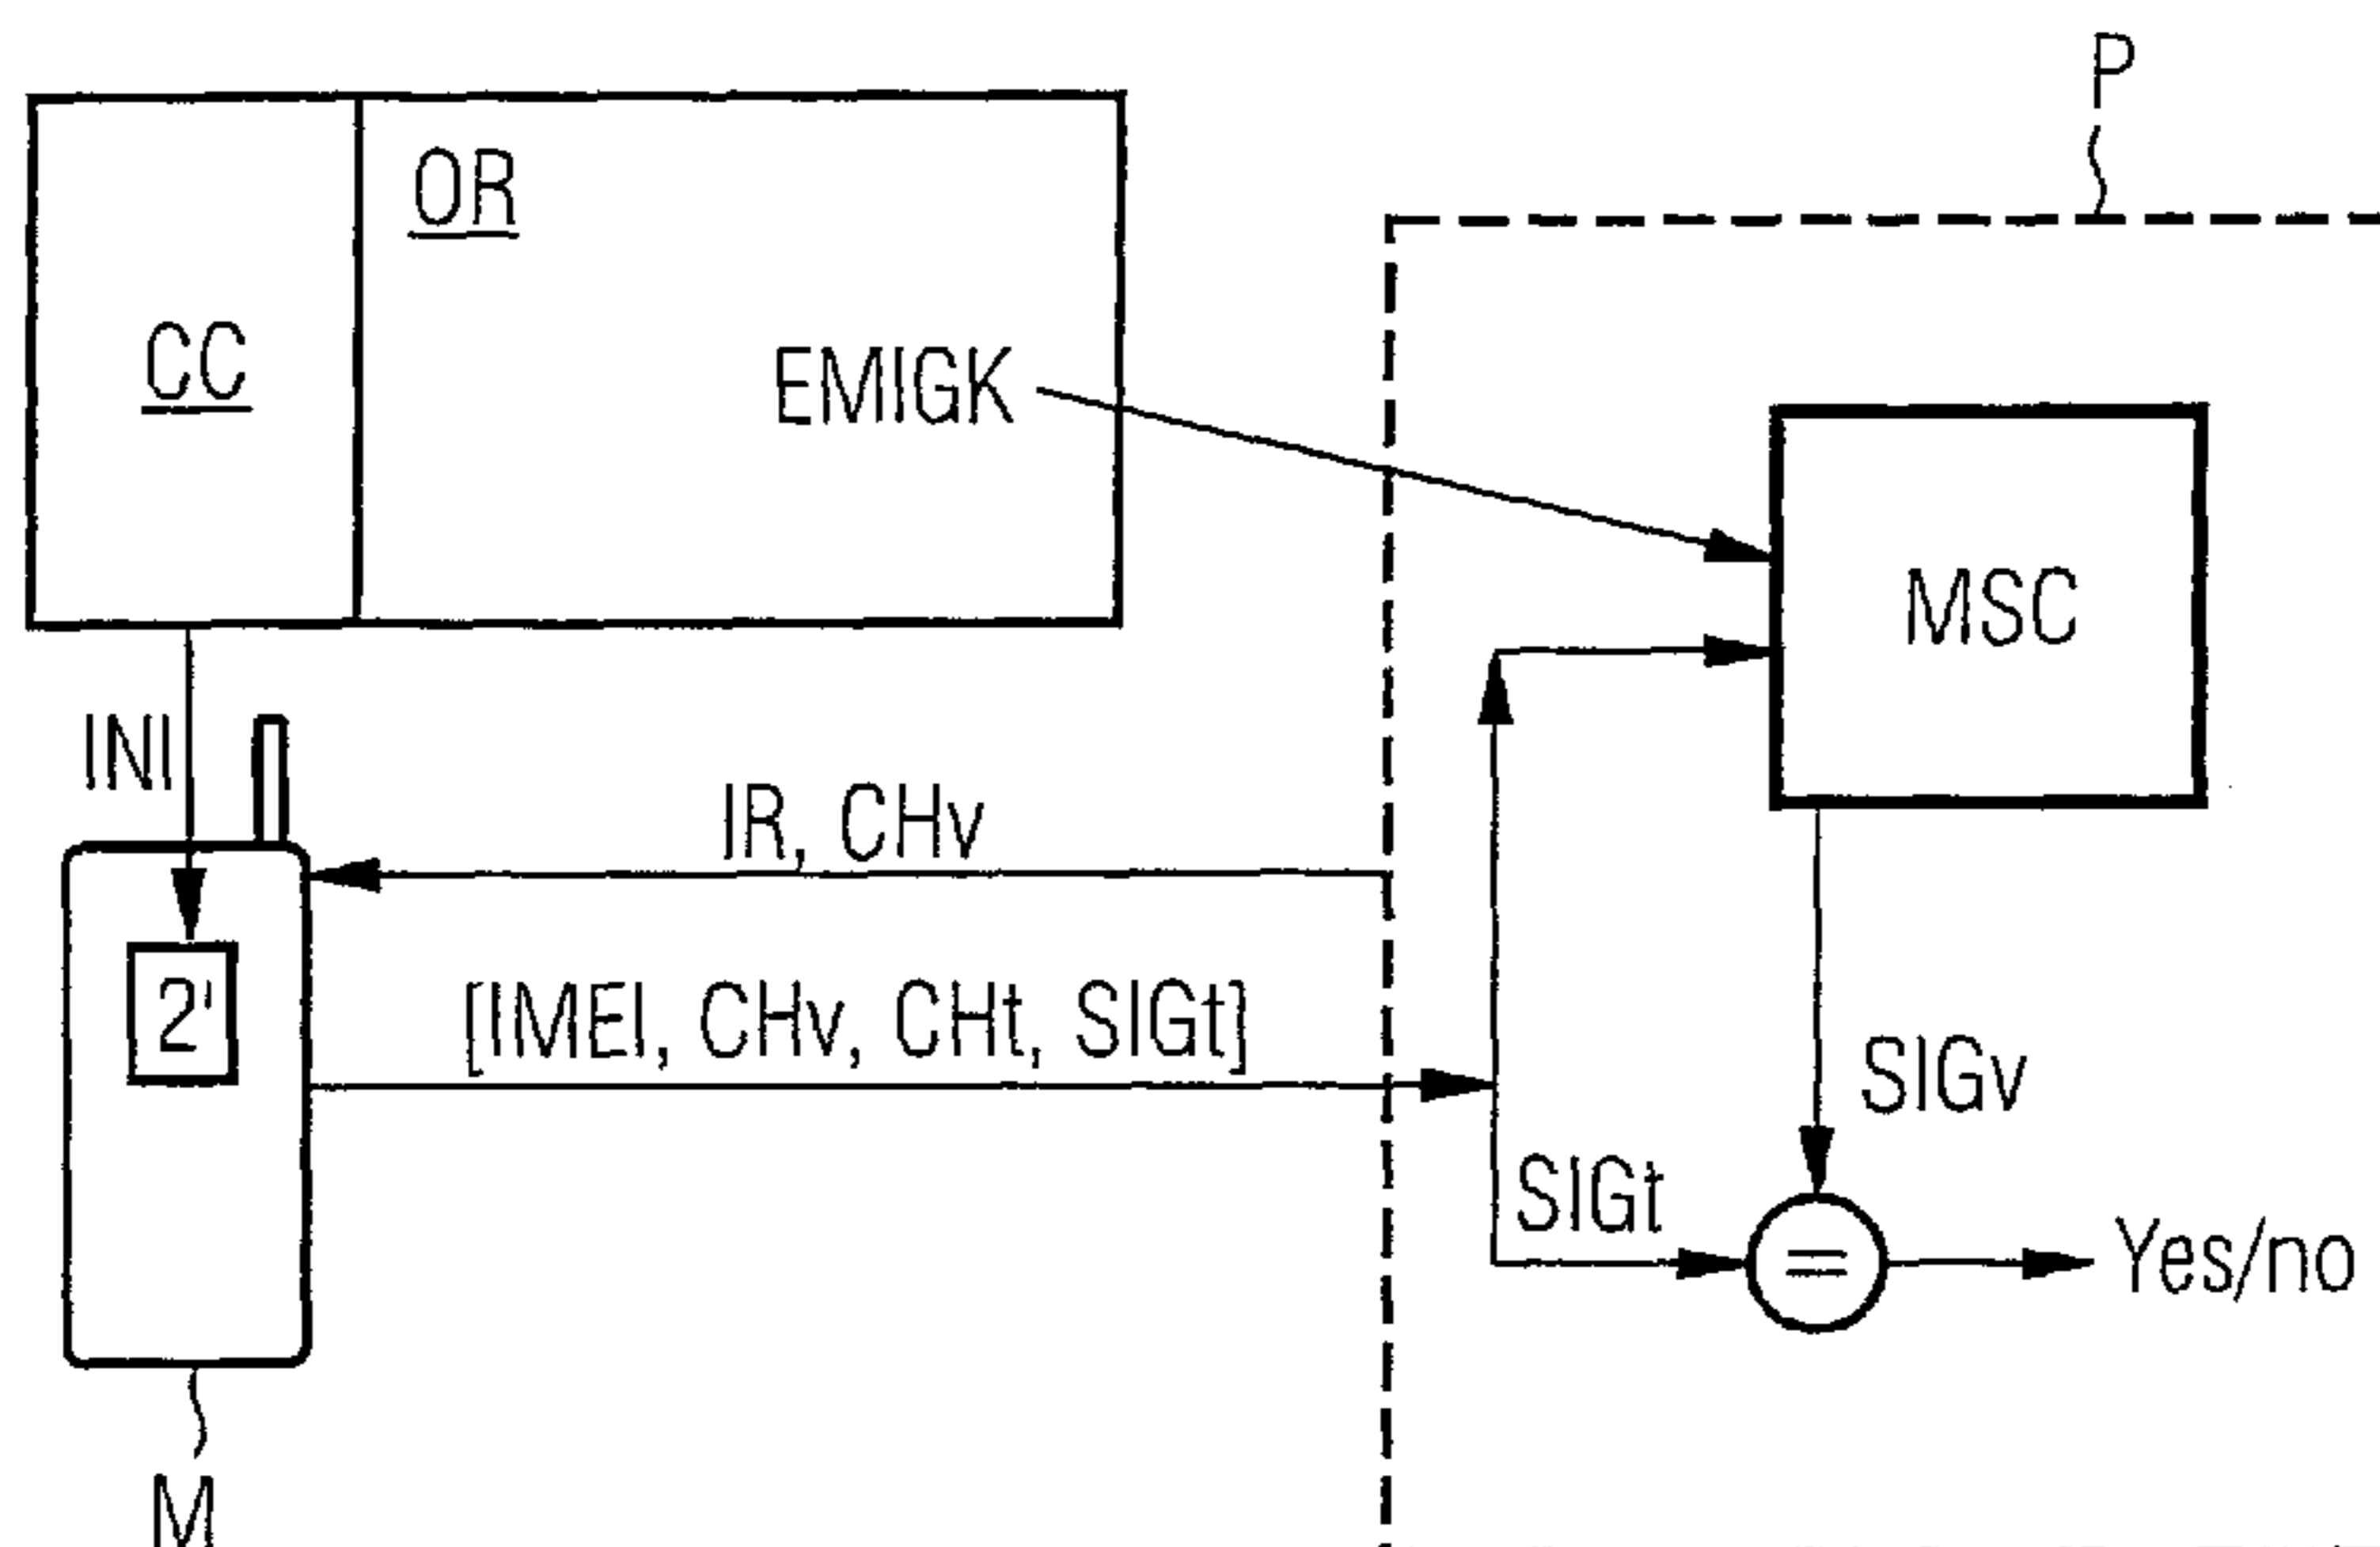 P
OR
CC
EMIGK
MSC
INI
IR, CHv
2'
[IMEI, CHv, CHt, SIGt]
SIGv
SIGt
=
Yes/no
M